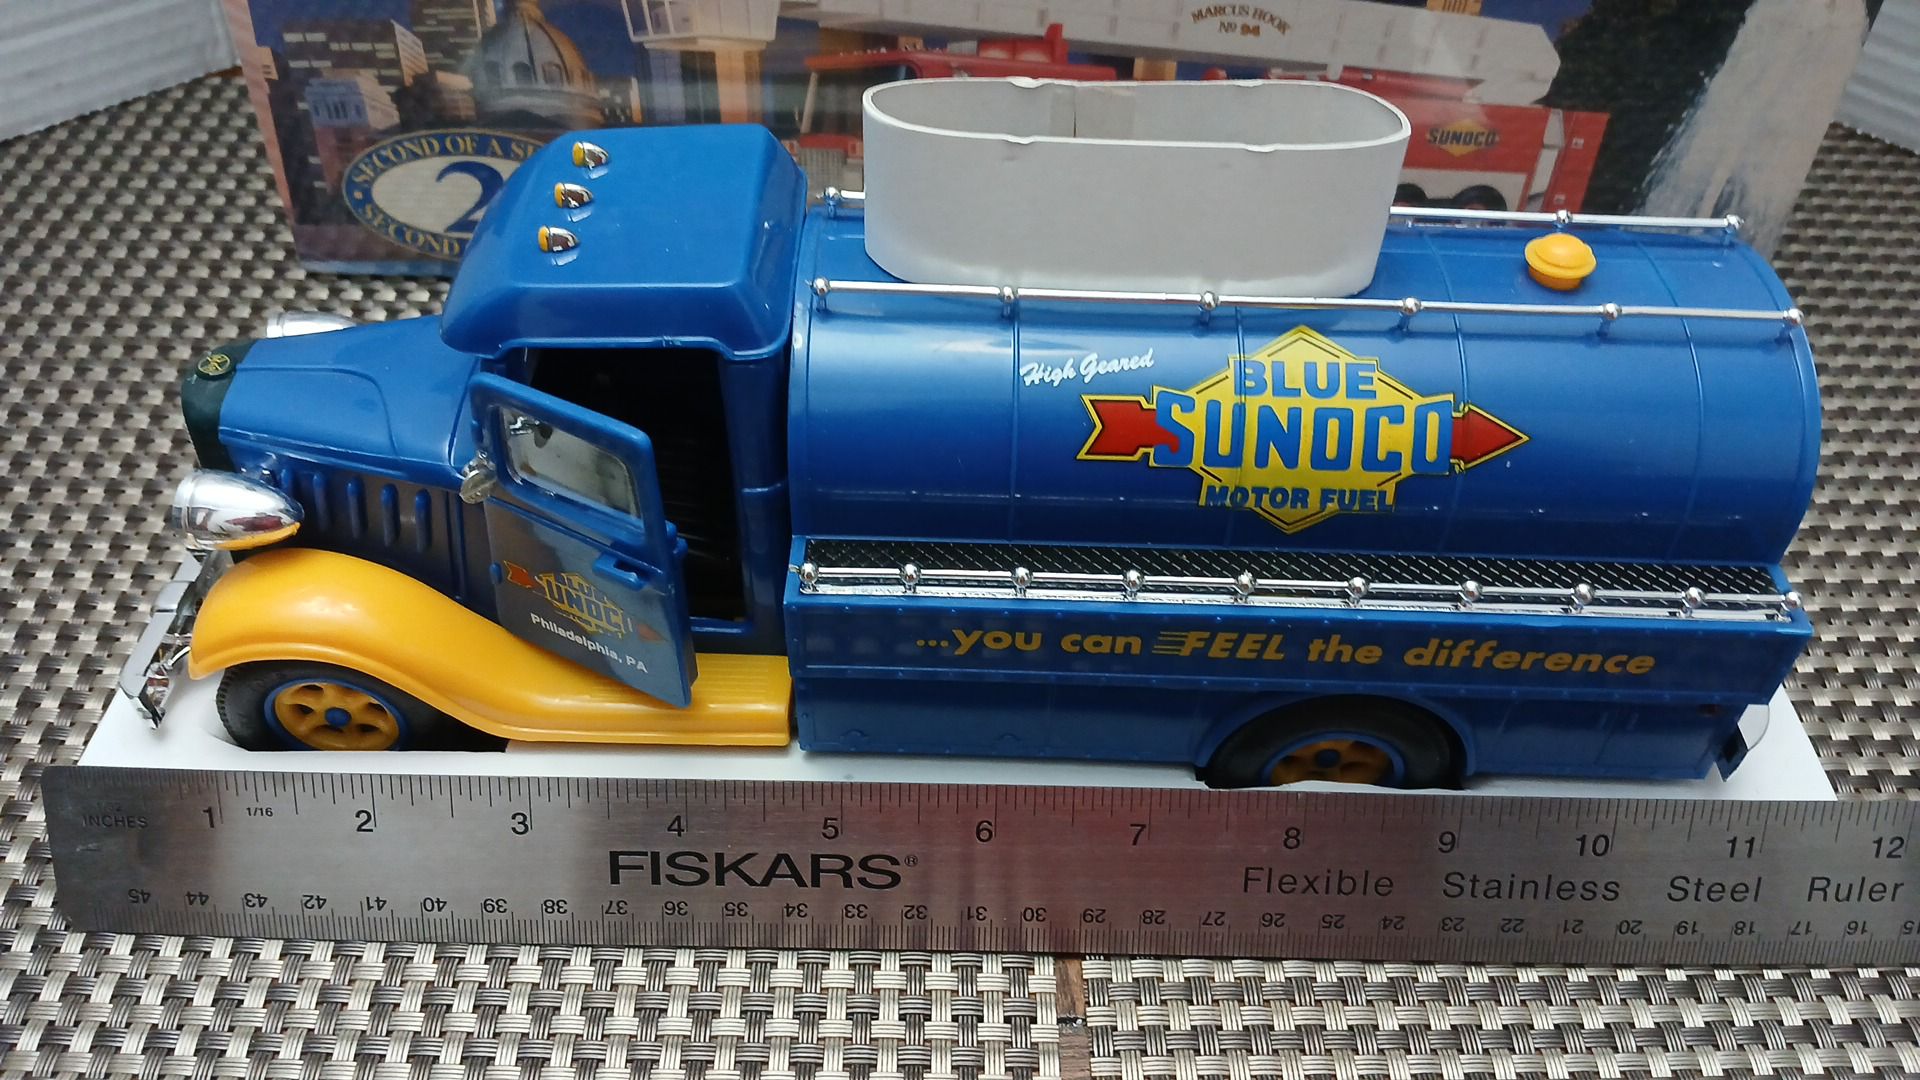 MARCUS HOOK
No 94
SUNOCO
SECOND OF A
2
SECOND
High Geared
BLUE
SUNOCO
MOTOR FUEL
BLUE
SUNOCO
Philadelphia, PA
...you can FEEL the difference
INCHES 1 1/16 2 3 4 5 6 7 8 9 10 11 12
FISKARS® Flexible Stainless Steel Ruler
45 44 43 42 41 40 39 38 37 36 35 34 33 32 31 30 29 28 27 26 25 24 23 22 21 20 19 18 17 16 15